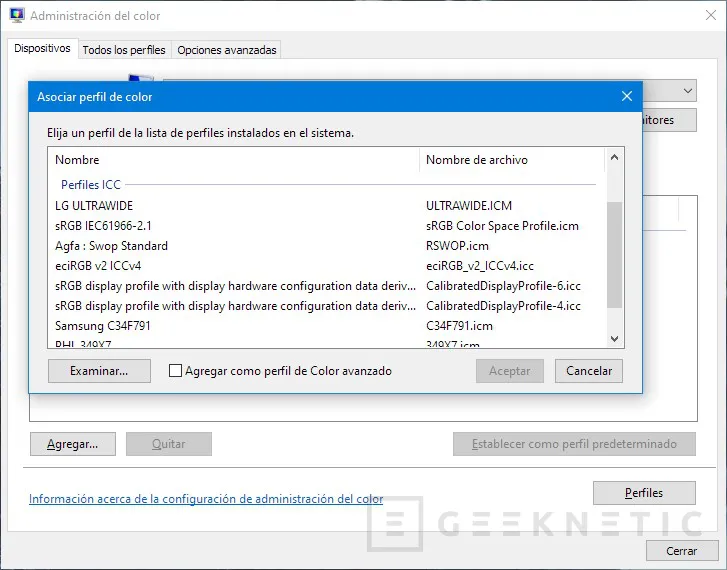 Administración del color
Dispositivos Todos los perfiles Opciones avanzadas
Asociar perfil de color
Elija un perfil de la lista de perfiles instalados en el sistema.
Nombre Nombre de archivo
Perfiles ICC
LG ULTRAWIDE ULTRAWIDE.ICM
sRGB IEC61966-2.1 sRGB Color Space Profile.icm
Agfa : Swop Standard RSWOP.icm
eciRGB v2 ICCv4 eciRGB_v2_ICCv4.icc
sRGB display profile with display hardware configuration data deriv... CalibratedDisplayProfile-6.icc
sRGB display profile with display hardware configuration data deriv... CalibratedDisplayProfile-4.icc
Samsung C34F791 C34F791.icm
PHL 349X7 349X7.icm
Examinar... Agregar como perfil de Color avanzado Aceptar Cancelar
Agregar... Quitar Establecer como perfil predeterminado
Información acerca de la configuración de administración del color
Perfiles
GEEKNETIC
Cerrar